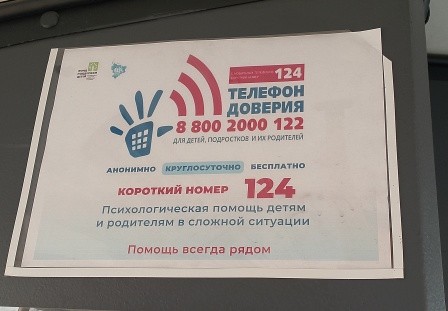 124
ТЕЛЕФОН
ДОВЕРИЯ
8 800 2000 122
ДЛЯ ДЕТЕЙ, ПОДРОСТКОВ И ИХ РОДИТЕЛЕЙ
АНОНИМНО КРУГЛОСУТОЧНО БЕСПЛАТНО
КОРОТКИЙ НОМЕР 124
Психологическая помощь детям
и родителям в сложной ситуации
Помощь всегда рядом